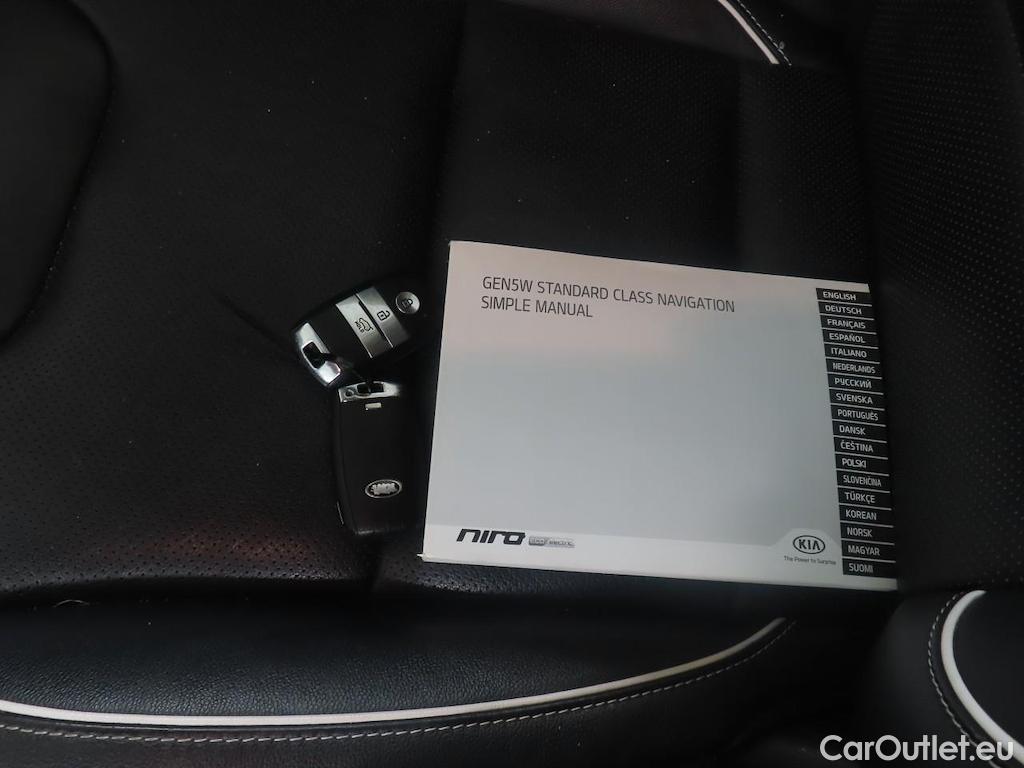 GEN5W STANDARD CLASS NAVIGATION
SIMPLE MANUAL
ENGLISH
DEUTSCH
FRANÇAIS
ESPAÑOL
ITALIANO
NEDERLANDS
РУССКИЙ
SVENSKA
PORTUGUÊS
DANSK
ČEŠTINA
POLSKI
SLOVENČINA
TÜRKÇE
KOREAN
NORSK
MAGYAR
SUOMI
niro
electric
KIA
The Power to Surprise
CarOutlet.eu